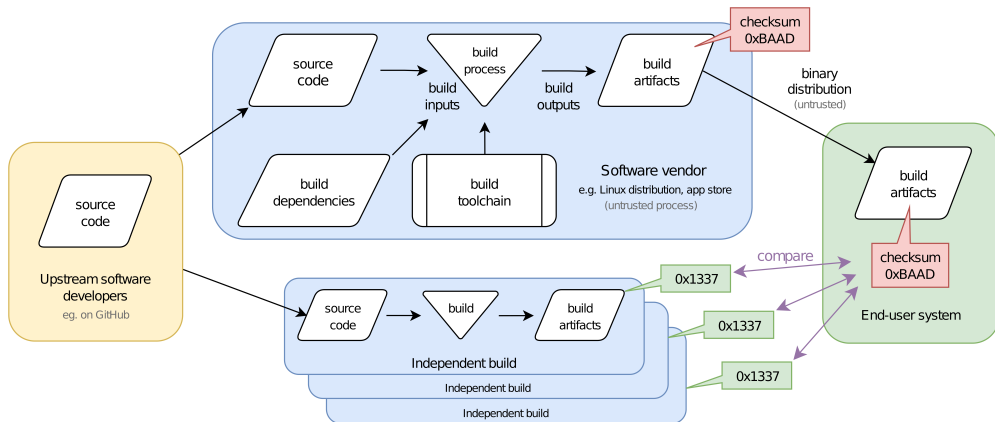 source
code
Upstream software
developers
eg. on GitHub
source
code
build
process
build
inputs
build
outputs
build
artifacts
checksum
0xBAAD
build
dependencies
build
toolchain
Software vendor
e.g. Linux distribution, app store
(untrusted process)
binary
distribution
(untrusted)
build
artifacts
checksum
0xBAAD
End-user system
compare
source
code
build
build
artifacts
Independent build
0x1337
Independent build
0x1337
Independent build
0x1337